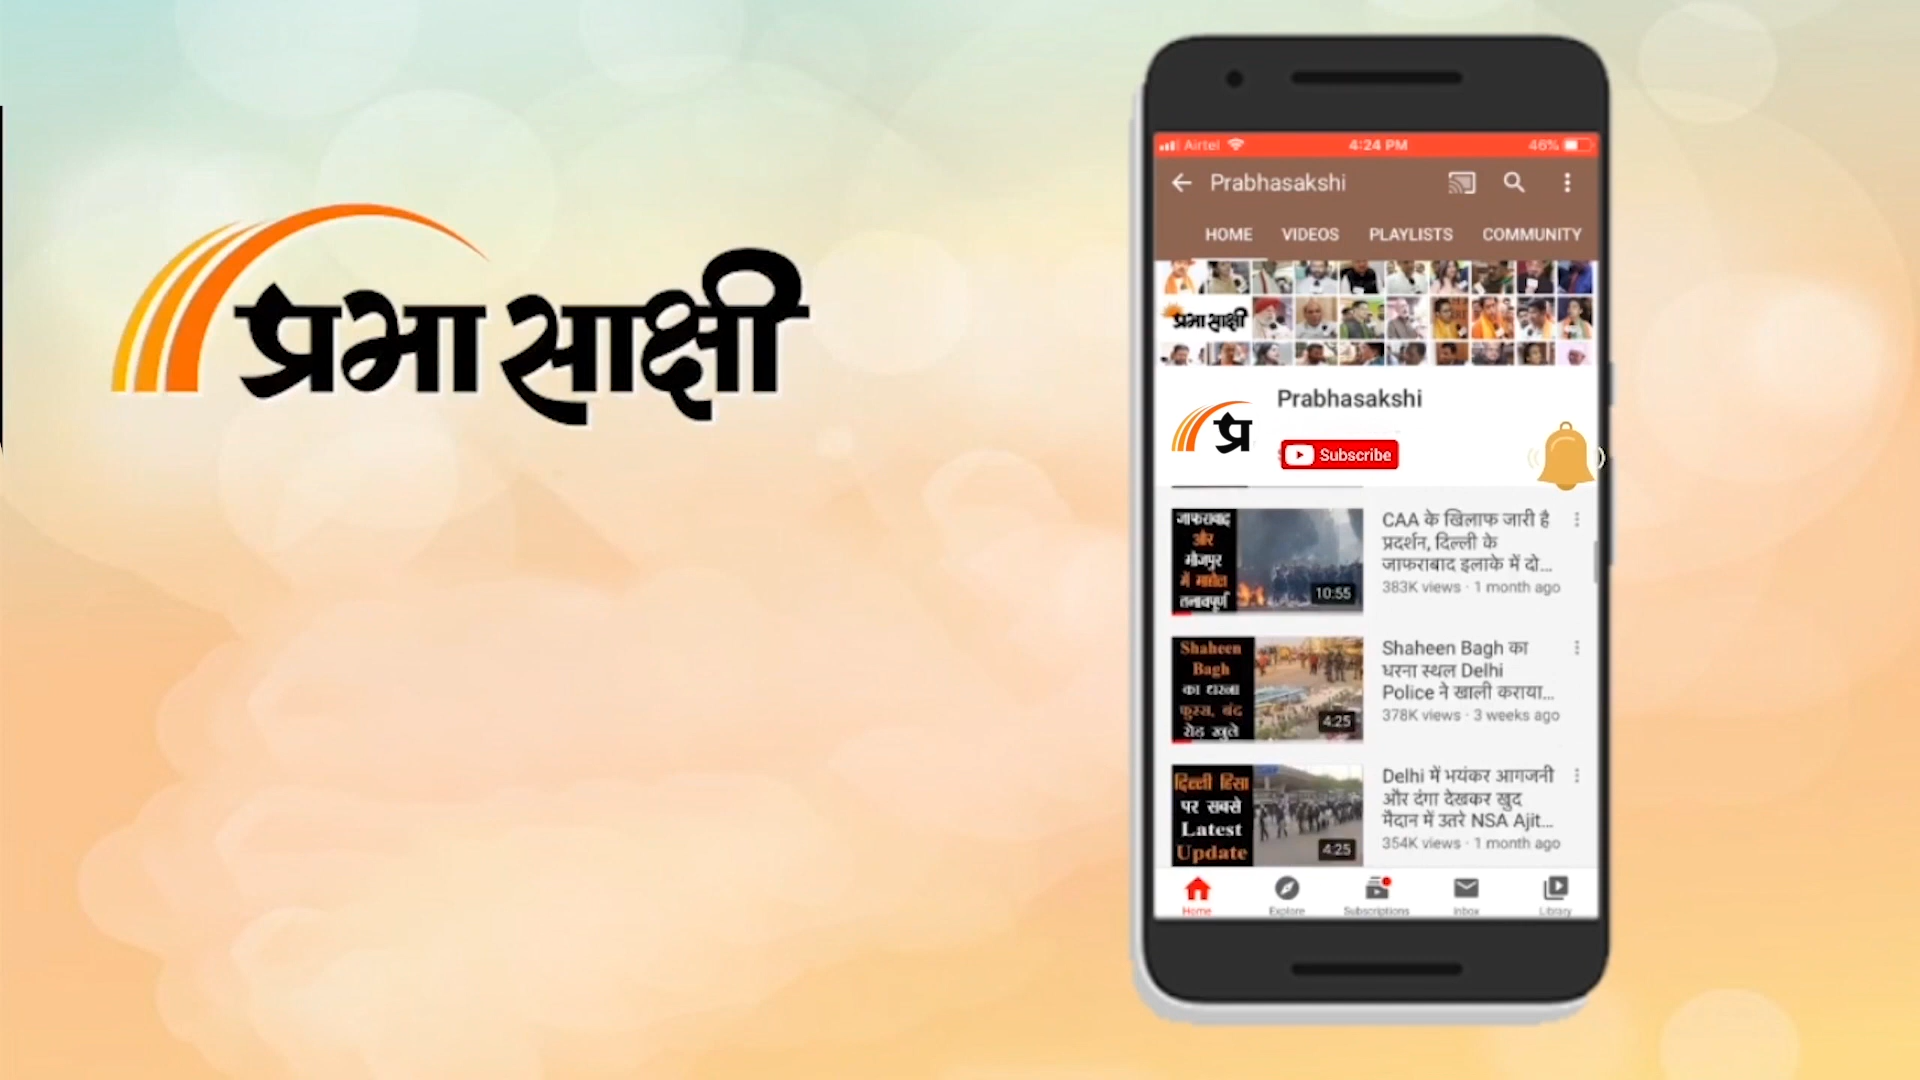 प्रभासाक्षी
Airtel 4:24 PM 46%
Prabhasakshi
HOME VIDEOS PLAYLISTS COMMUNITY
प्रभासाक्षी
Prabhasakshi
प्र
Subscribe
जाफराबाद
और
मौजपुर
में माहौल
तनावपूर्ण
10:55
CAA के खिलाफ जारी है
प्रदर्शन, दिल्ली के
जाफराबाद इलाके में दो...
383K views · 1 month ago
Shaheen
Bagh
का धरना
फुस्स, बंद
रोड खुले
4:25
Shaheen Bagh का
धरना स्थल Delhi
Police ने खाली कराया...
378K views · 3 weeks ago
दिल्ली हिंसा
पर सबसे
Latest
Update
4:25
Delhi में भयंकर आगजनी
और दंगा देखकर खुद
मैदान में उतरे NSA Ajit...
354K views · 1 month ago
Home Explore Subscriptions Inbox Library